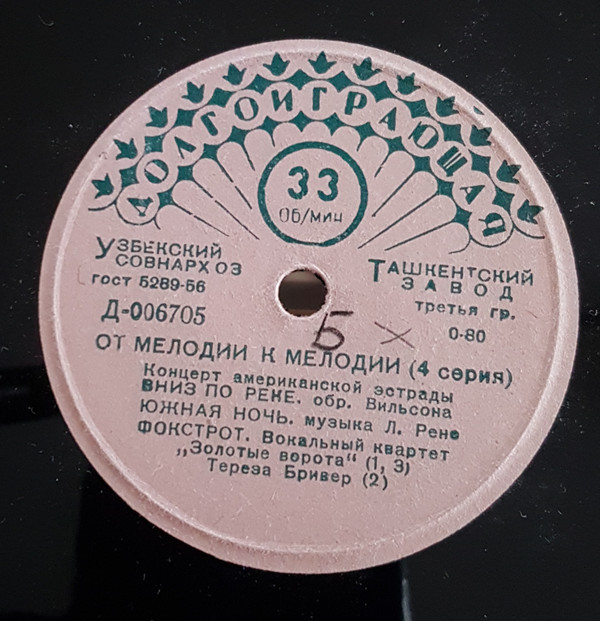 ДОЛГОИГРАЮЩАЯ
33
Об/мин
УЗБЕКСКИЙ
СОВНАРХОЗ
гост 5289-56
Д-006705
ТАШКЕНТСКИЙ
ЗАВОД
третья гр.
0-80
Б ×
ОТ МЕЛОДИИ К МЕЛОДИИ (4 серия)
Концерт американской эстрады
ВНИЗ ПО РЕКЕ. обр. Вильсона
ЮЖНАЯ НОЧЬ. музыка Л. Рене
ФОКСТРОТ. Вокальный квартет
„Золотые ворота“ (1, 3)
Тереза Бривер (2)